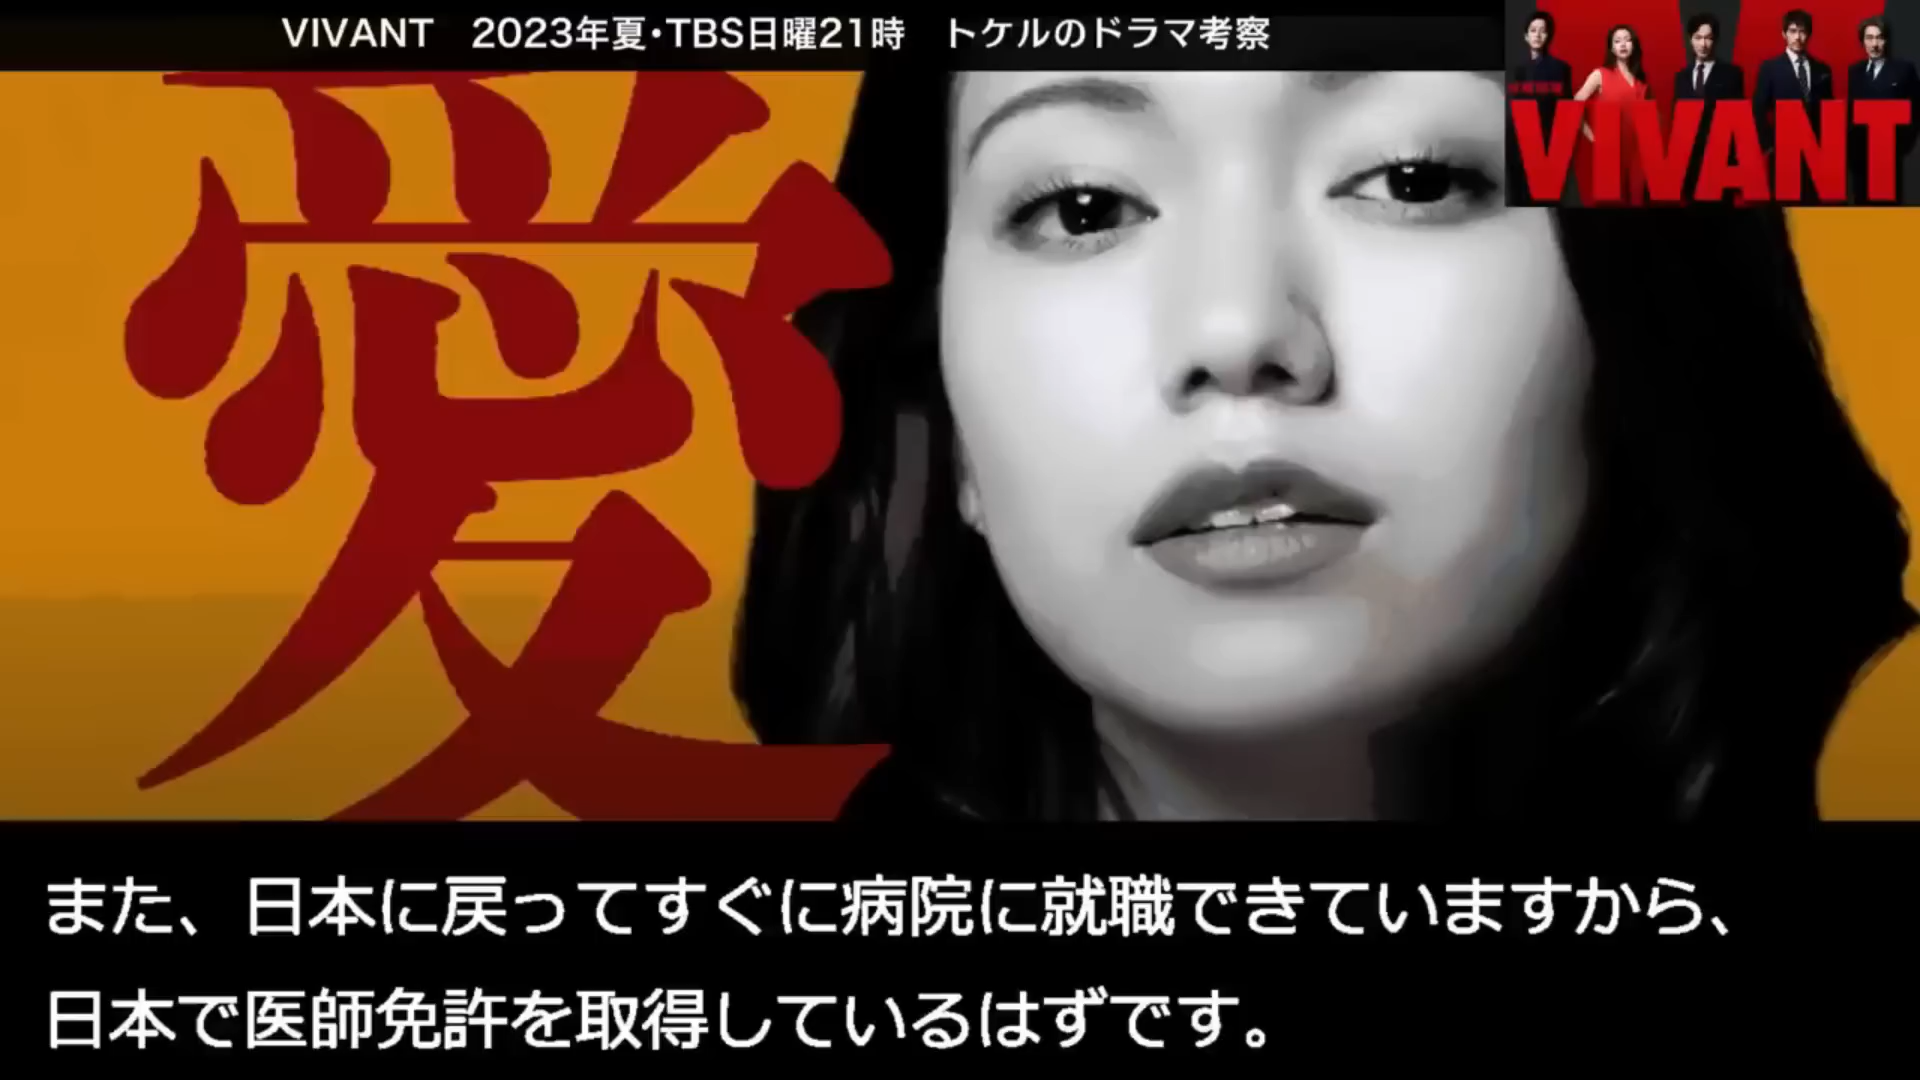 VIVANT 2023年夏・TBS日曜21時 トケルのドラマ考察
VIVANT
愛
また、日本に戻ってすぐに病院に就職できていますから、
日本で医師免許を取得しているはずです。